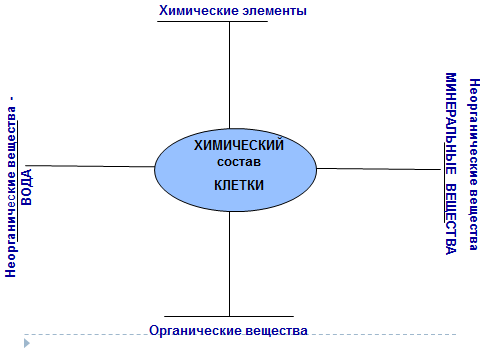 Химические элементы
Неорганические вещества -
ВОДА
ХИМИЧЕСКИЙ
состав
КЛЕТКИ
Неорганические вещества
МИНЕРАЛЬНЫЕ ВЕЩЕСТВА
Органические вещества